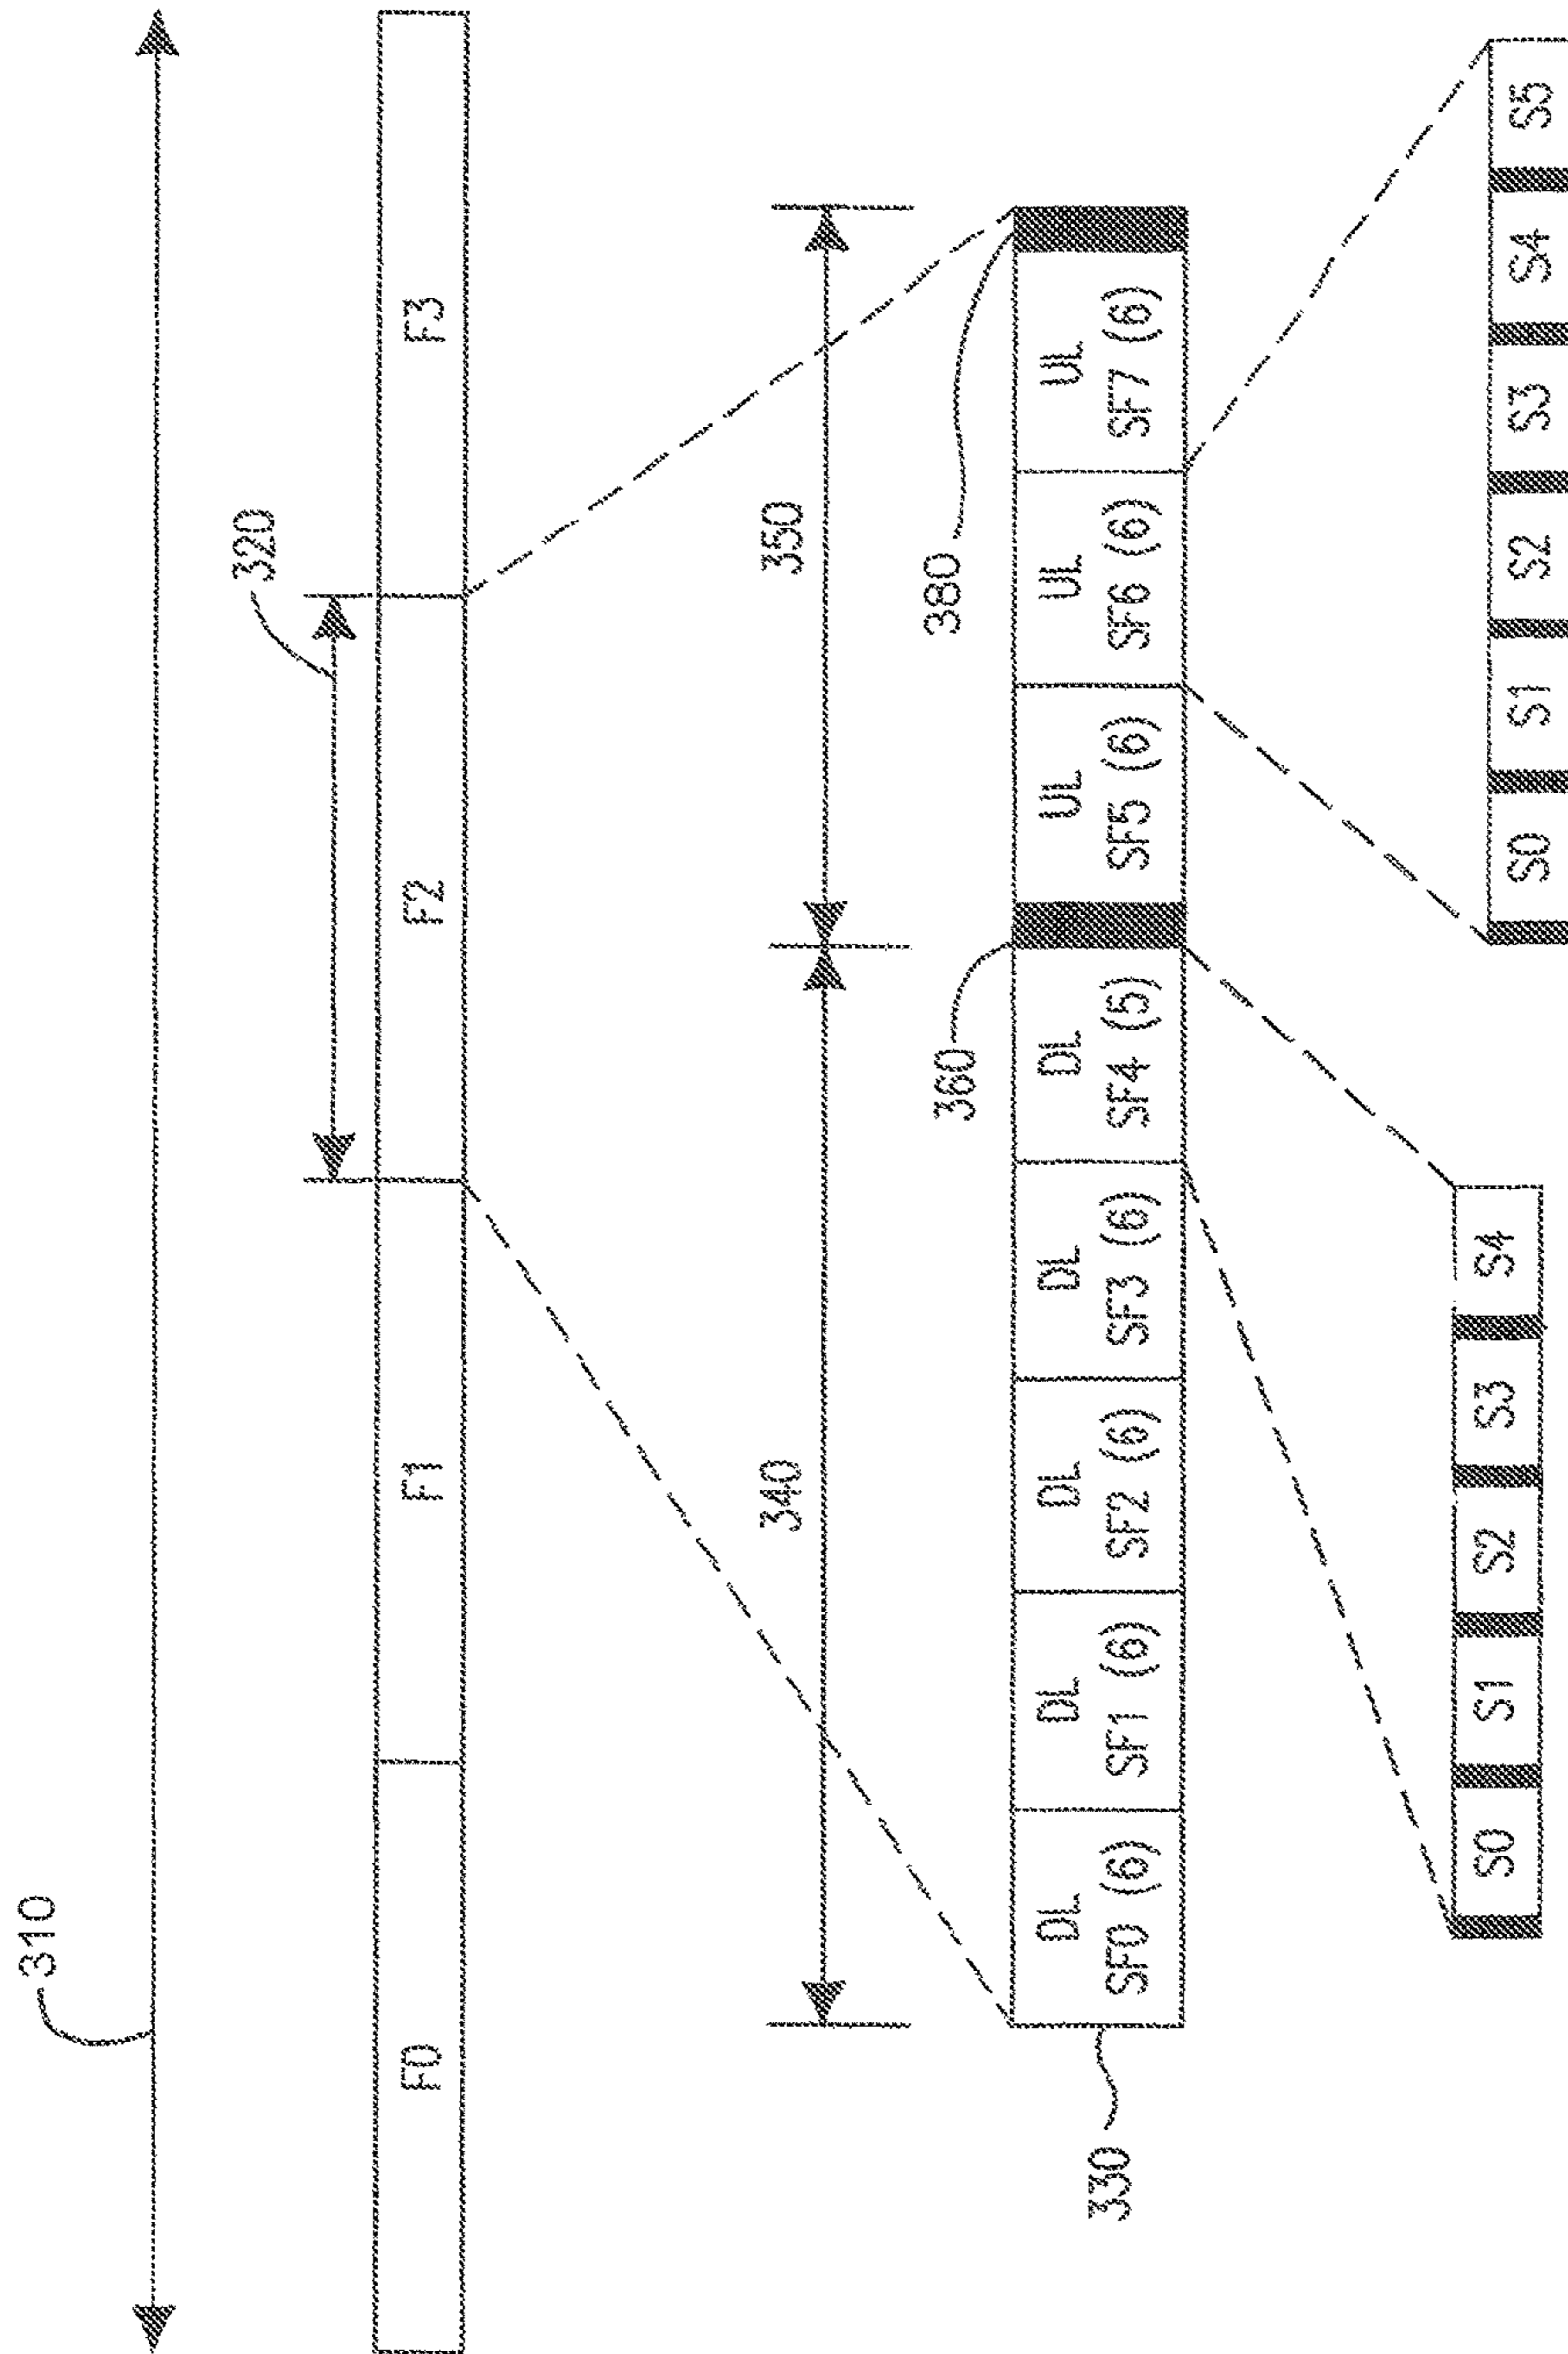 310
F0
F1
F2
F3
320
340
350
360
380
330
DL
SF0 (6)
DL
SF1 (6)
DL
SF2 (6)
DL
SF3 (6)
DL
SF4 (5)
UL
SF5 (6)
UL
SF6 (6)
UL
SF7 (6)
S0
S1
S2
S3
S4
S0
S1
S2
S3
S4
S5